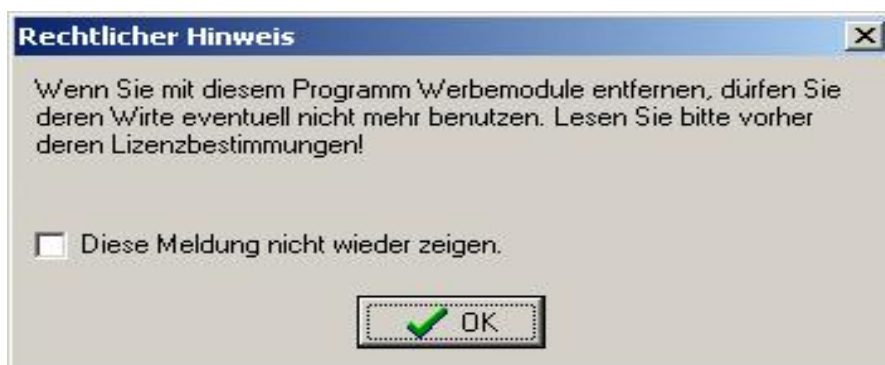 Rechtlicher Hinweis
Wenn Sie mit diesem Programm Werbemodule entfernen, dürfen Sie
deren Wirte eventuell nicht mehr benutzen. Lesen Sie bitte vorher
deren Lizenzbestimmungen!
Diese Meldung nicht wieder zeigen.
OK